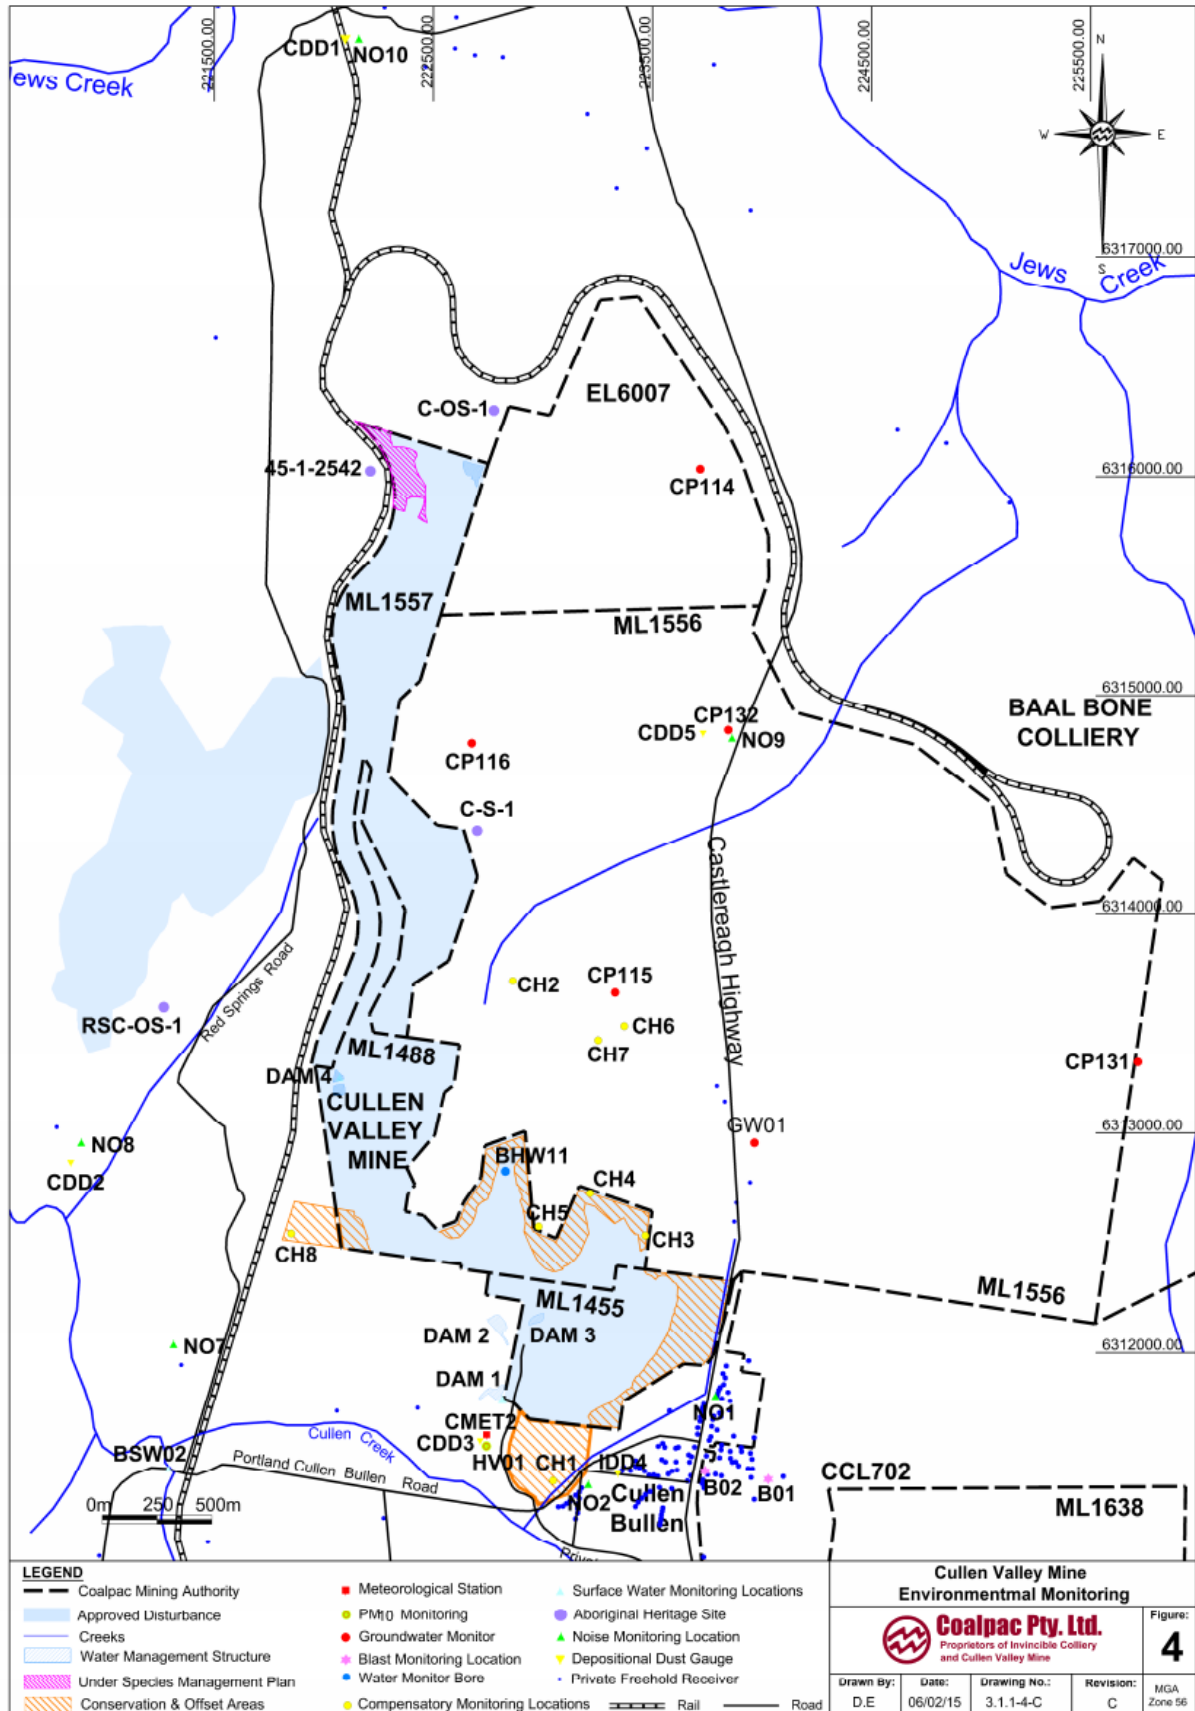 221500.00
222500.00
223500.00
224500.00
225500.00
CDD1
NO10
Jews Creek
N
W
E
S
6317000.00
Jews Creek
EL6007
C-OS-1
45-1-2542
CP114
6316000.00
ML1557
ML1556
6315000.00
BAAL BONE
COLLIERY
CP132
CDD5
NO9
CP116
C-S-1
Castlereagh Highway
6314000.00
CH2
CP115
Red Springs Road
RSC-OS-1
CH6
CH7
ML1488
CP131
DAM 4
CULLEN
VALLEY
MINE
GW01
6313000.00
NO8
CDD2
BHW11
CH4
CH5
CH3
CH8
ML1455
ML1556
DAM 2
DAM 3
NO7
6312000.00
DAM 1
NO1
CMET2
CDD3
HV01
CH1
IDD4
BSW02
Cullen Creek
Portland Cullen Bullen Road
B02
B01
CCL702
NO2
Cullen
Bullen
ML1638
0m 250 500m
LEGEND
Coalpac Mining Authority
Approved Disturbance
Creeks
Water Management Structure
Under Species Management Plan
Conservation & Offset Areas
Meteorological Station
PM10 Monitoring
Groundwater Monitor
Blast Monitoring Location
Water Monitor Bore
Compensatory Monitoring Locations
Surface Water Monitoring Locations
Aboriginal Heritage Site
Noise Monitoring Location
Depositional Dust Gauge
Private Freehold Receiver
Rail
Road
Cullen Valley Mine
Environmentmal Monitoring
Coalpac Pty. Ltd.
Proprietors of Invincible Colliery
and Cullen Valley Mine
Figure:
4
Drawn By:
D.E
Date:
06/02/15
Drawing No.:
3.1.1-4-C
Revision:
C
MGA
Zone 56